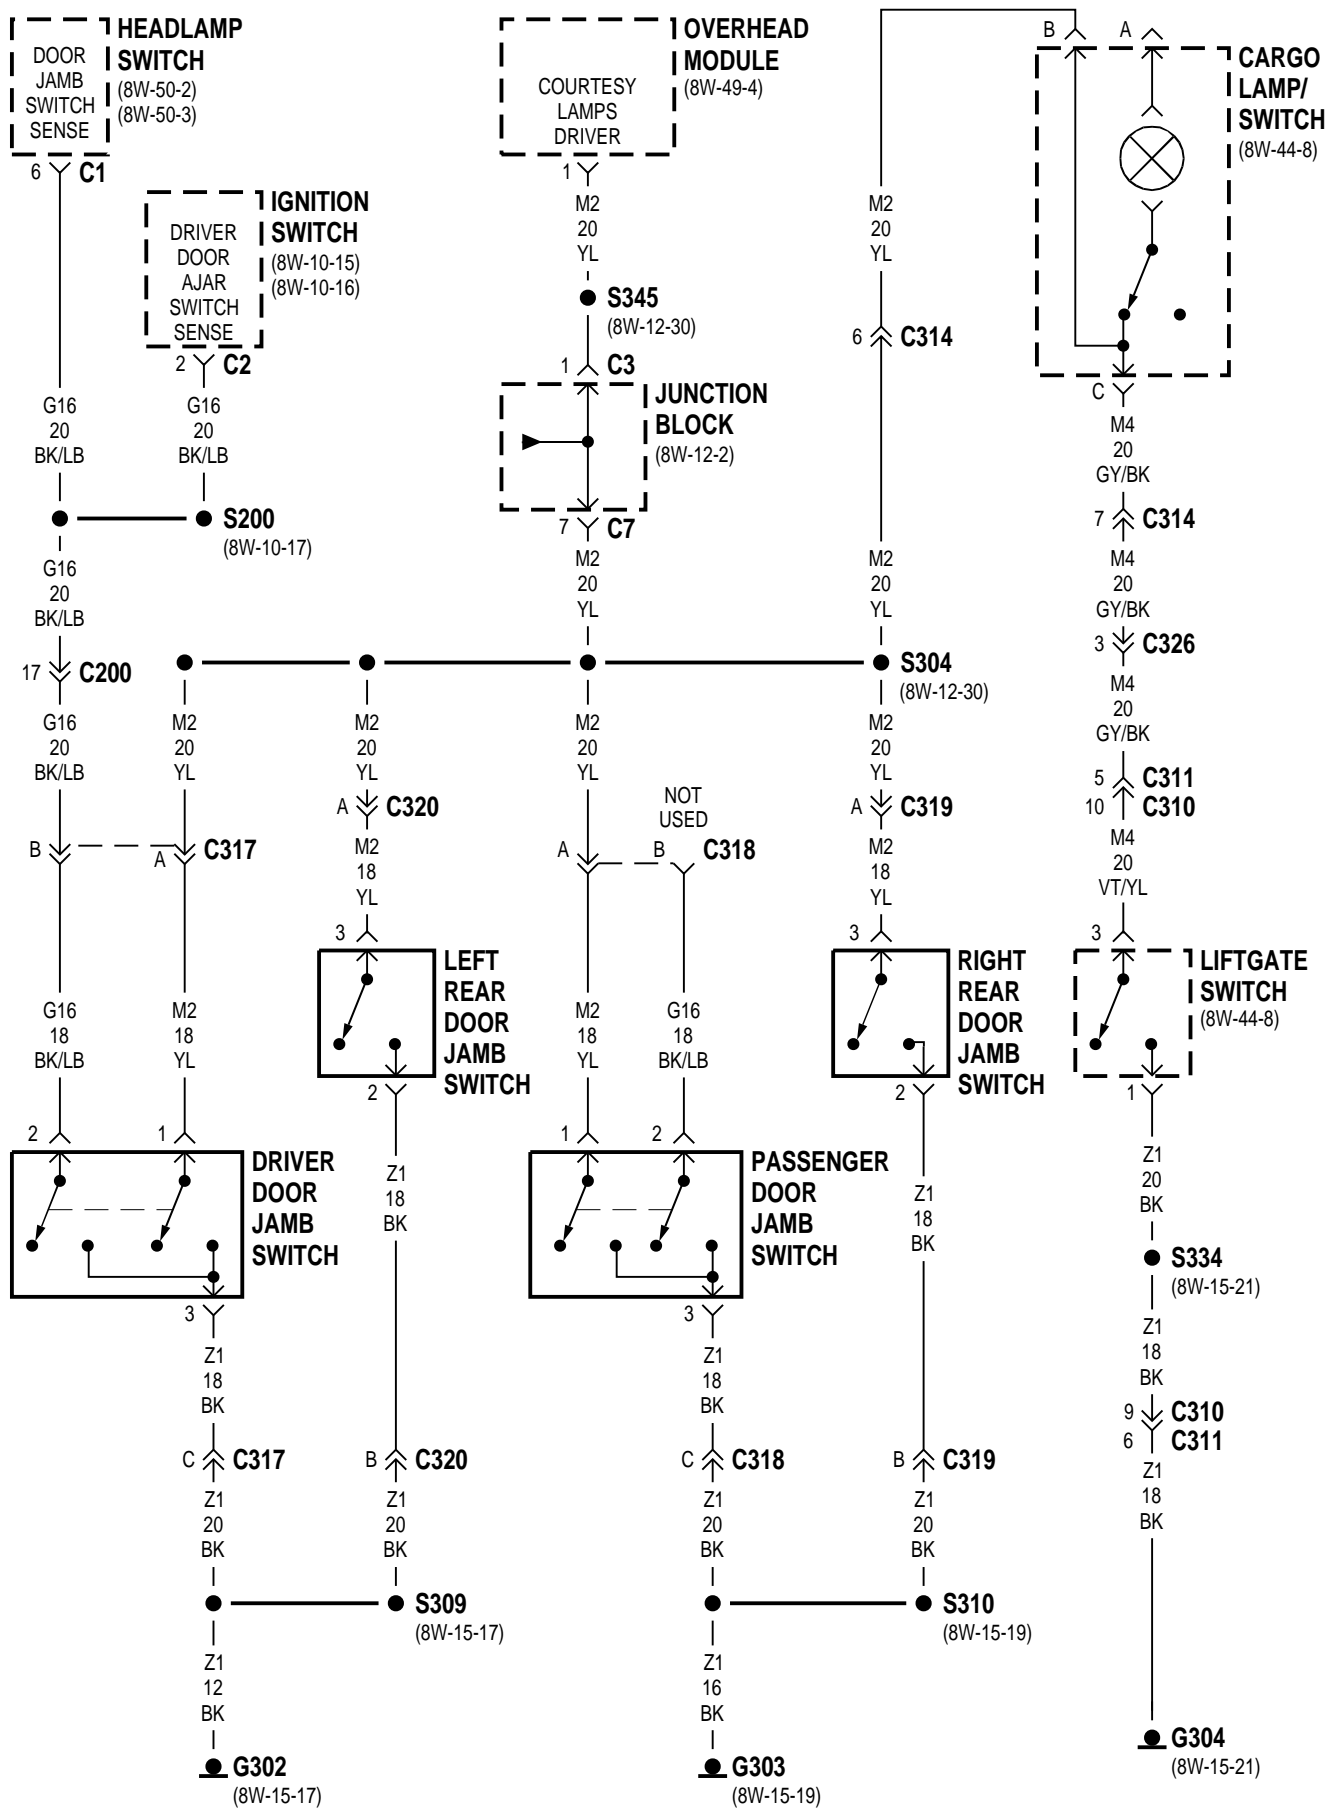 HEADLAMP
SWITCH
(8W-50-2)
(8W-50-3)
DOOR
JAMB
SWITCH
SENSE
6
C1
IGNITION
SWITCH
(8W-10-15)
(8W-10-16)
DRIVER
DOOR
AJAR
SWITCH
SENSE
2
C2
G16
20
BK/LB
G16
20
BK/LB
S200
(8W-10-17)
G16
20
BK/LB
17
C200
G16
20
BK/LB
M2
20
YL
B
A
C317
G16
18
BK/LB
M2
18
YL
2
1
DRIVER
DOOR
JAMB
SWITCH
3
Z1
18
BK
C
C317
Z1
20
BK
S309
(8W-15-17)
Z1
12
BK
G302
(8W-15-17)
M2
20
YL
A
C320
M2
18
YL
3
LEFT
REAR
DOOR
JAMB
SWITCH
2
Z1
18
BK
B
C320
Z1
20
BK
OVERHEAD
MODULE
(8W-49-4)
COURTESY
LAMPS
DRIVER
1
M2
20
YL
S345
(8W-12-30)
1
C3
JUNCTION
BLOCK
(8W-12-2)
7
C7
M2
20
YL
M2
20
YL
NOT
USED
A
B
C318
M2
18
YL
G16
18
BK/LB
1
2
PASSENGER
DOOR
JAMB
SWITCH
3
Z1
18
BK
C
C318
Z1
20
BK
S310
(8W-15-19)
Z1
16
BK
G303
(8W-15-19)
M2
20
YL
6
C314
M2
20
YL
S304
(8W-12-30)
M2
20
YL
A
C319
M2
18
YL
3
RIGHT
REAR
DOOR
JAMB
SWITCH
2
Z1
18
BK
B
C319
Z1
20
BK
B
A
CARGO
LAMP/
SWITCH
(8W-44-8)
C
M4
20
GY/BK
7
C314
M4
20
GY/BK
3
C326
M4
20
GY/BK
5
C311
10
C310
M4
20
VT/YL
3
LIFTGATE
SWITCH
(8W-44-8)
1
Z1
20
BK
S334
(8W-15-21)
Z1
18
BK
9
C310
6
C311
Z1
18
BK
G304
(8W-15-21)